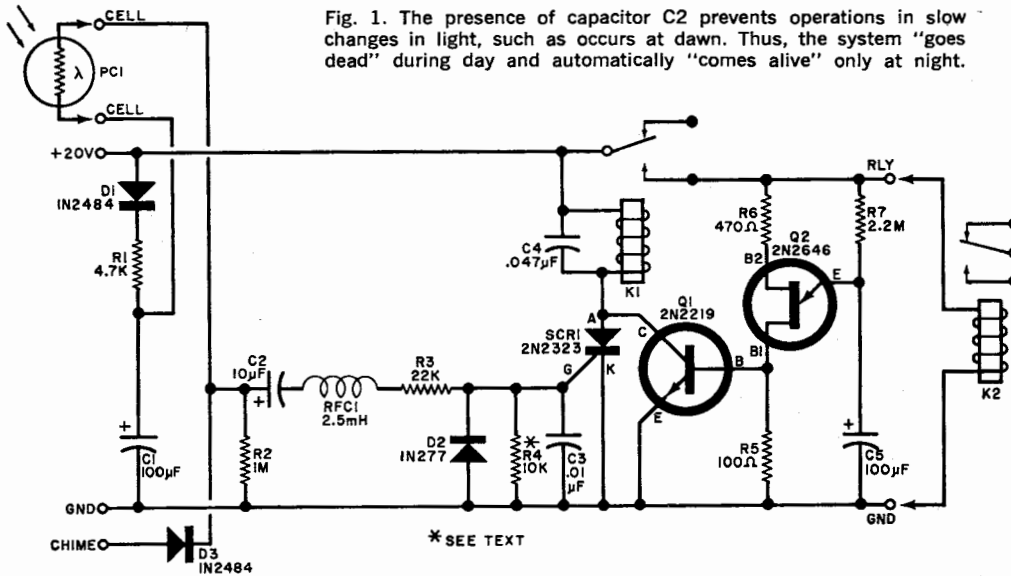 Fig. 1. The presence of capacitor C2 prevents operations in slow
changes in light, such as occurs at dawn. Thus, the system "goes
dead" during day and automatically "comes alive" only at night.
CELL
λ
PC1
CELL
+20V
D1
1N2484
R1
4.7K
+
C1
100µF
C2
10µF
+
RFC1
2.5mH
R3
22K
R2
1M
D2
1N277
*
R4
10K
C3
.01
µF
C4
.047µF
K1
A
SCR1
2N2323
G
K
Q1
2N2219
C
B
E
R6
470Ω
Q2
2N2646
B2
E
B1
R7
2.2M
RLY
K2
R5
100Ω
+
C5
100µF
GND
GND
CHIME
D3
1N2484
*SEE TEXT